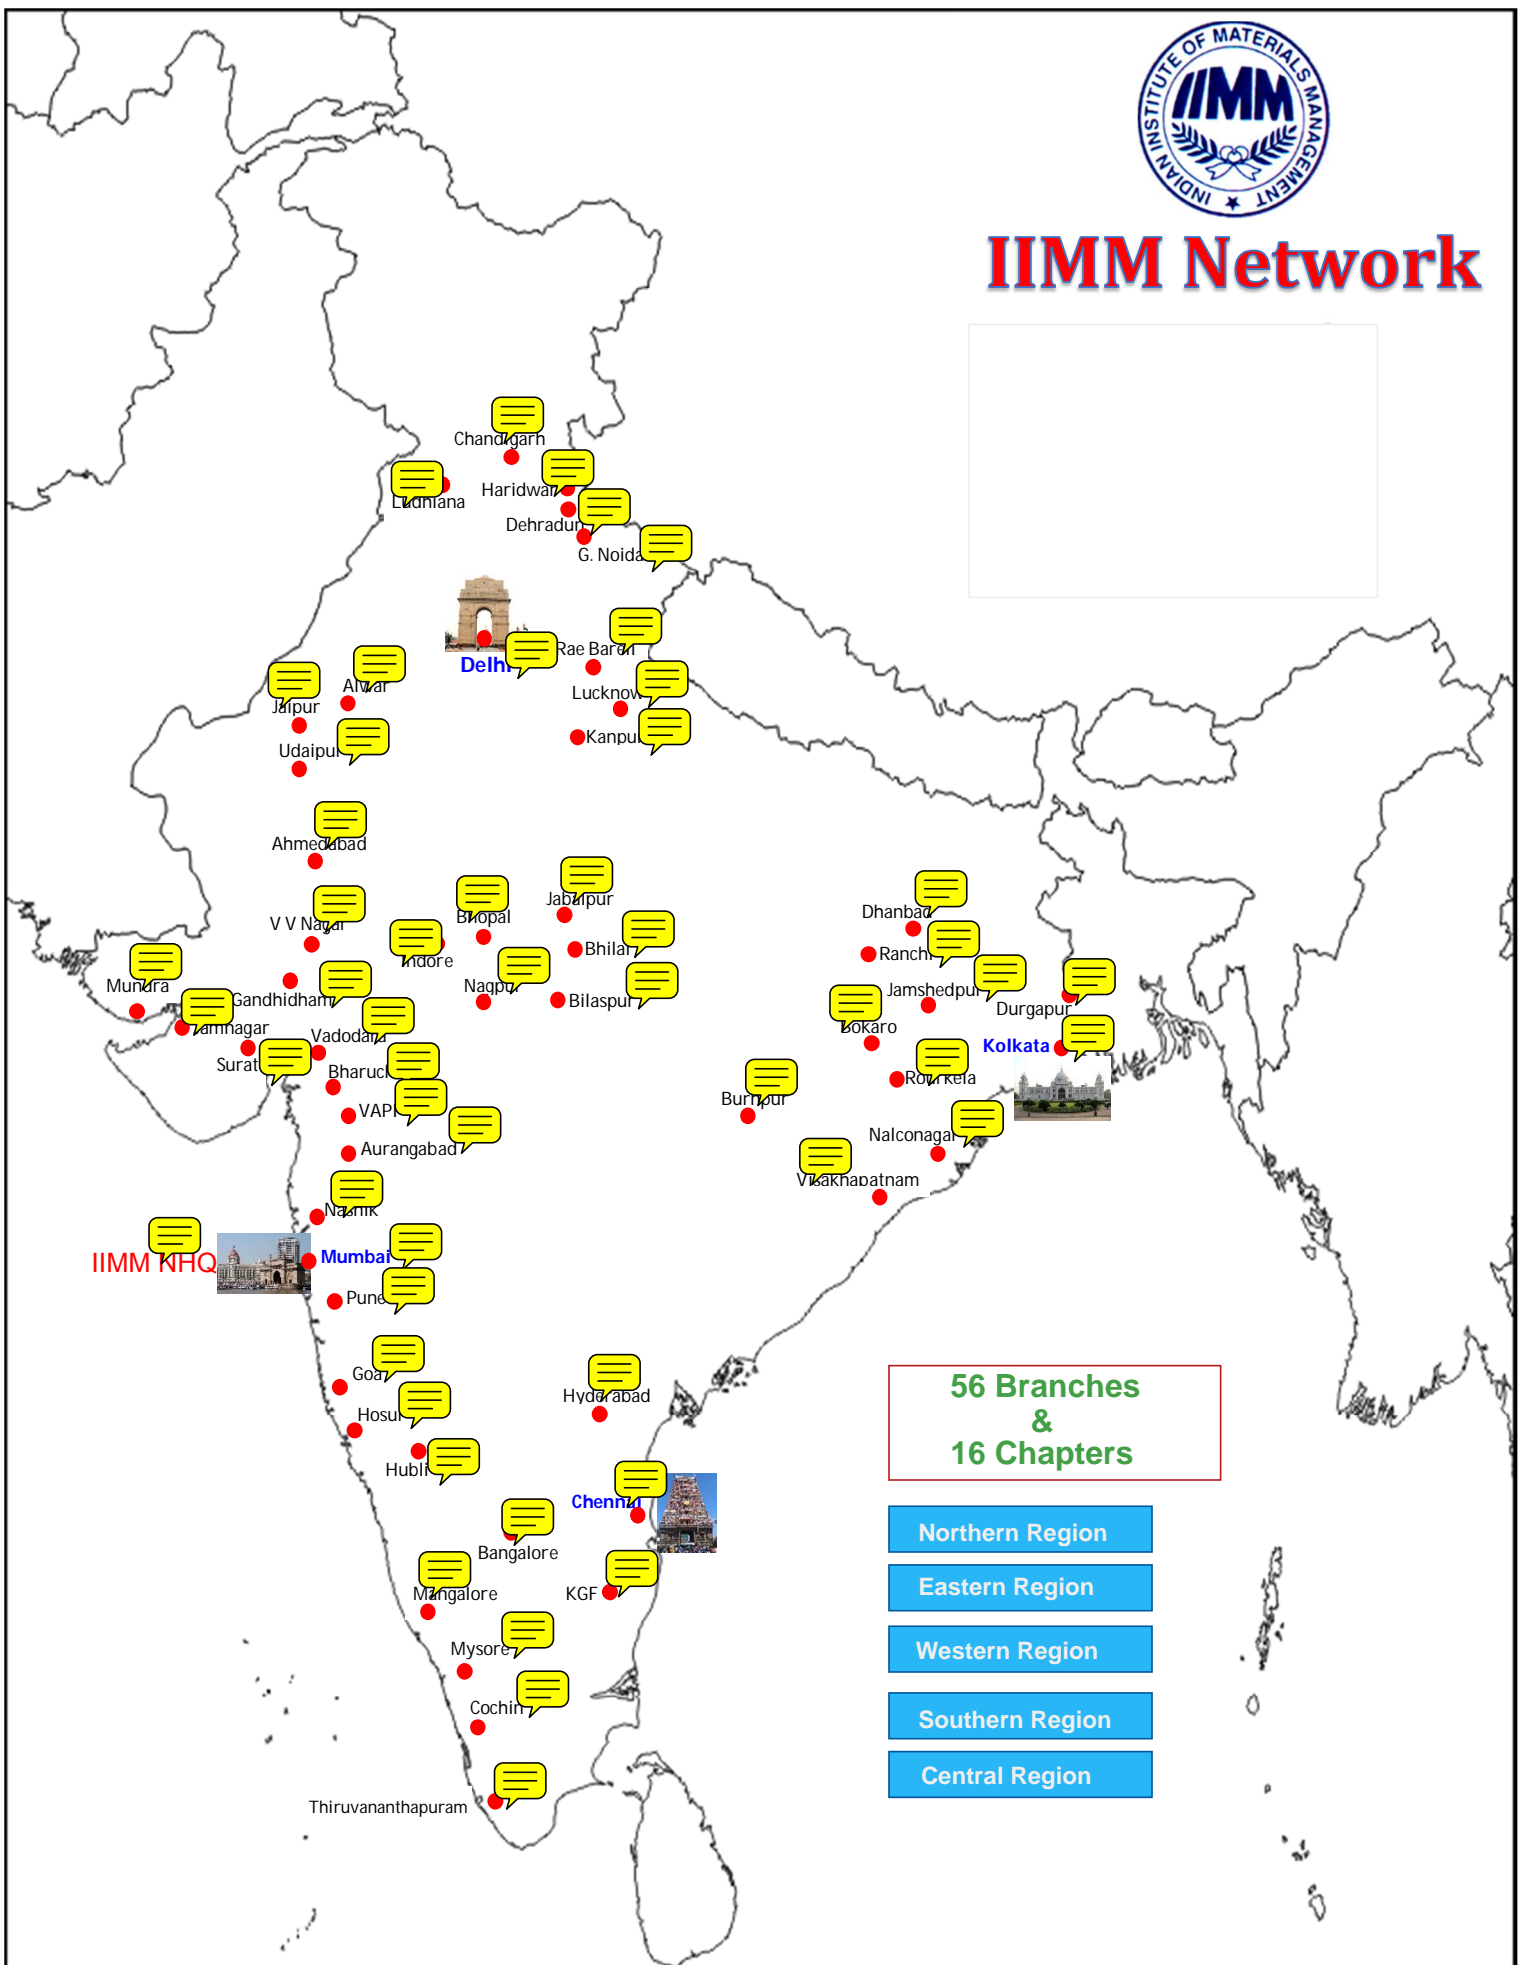 INDIAN INSTITUTE OF MATERIALS MANAGEMENT
IIMM
IIMM Network
Chandigarh
Ludhiana
Haridwar
Dehradun
G. Noida
Delhi
Rae Bareli
Lucknow
Kanpur
Alwar
Jaipur
Udaipur
Ahmedabad
V V Nagar
Indore
Bhopal
Jabalpur
Bhilai
Nagpur
Bilaspur
Mundra
Gandhidham
Jamnagar
Vadodara
Surat
Bharuch
VAPI
Aurangabad
Nashik
IIMM NHQ
Mumbai
Pune
Dhanbad
Ranchi
Jamshedpur
Durgapur
Bokaro
Kolkata
Rourkela
Burnpur
Nalconagar
Visakhapatnam
Goa
Hosur
Hubli
Hyderabad
Chennai
Bangalore
Mangalore
KGF
Mysore
Cochin
Thiruvananthapuram
56 Branches
&
16 Chapters
Northern Region
Eastern Region
Western Region
Southern Region
Central Region